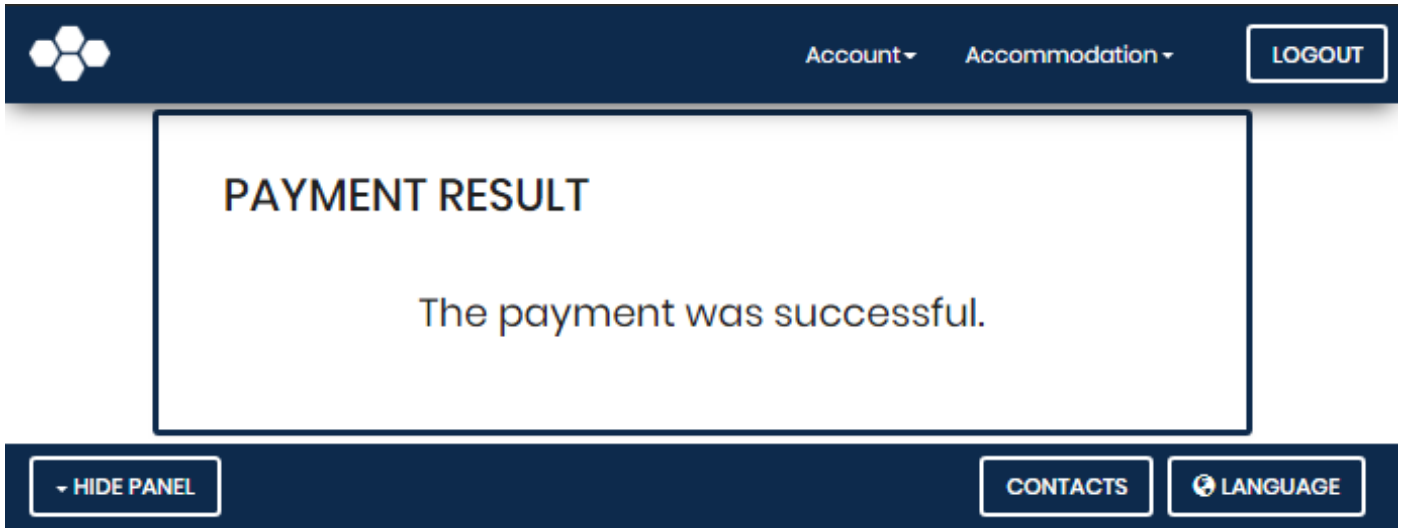 Account Accommodation LOGOUT
PAYMENT RESULT
The payment was successful.
HIDE PANEL CONTACTS LANGUAGE